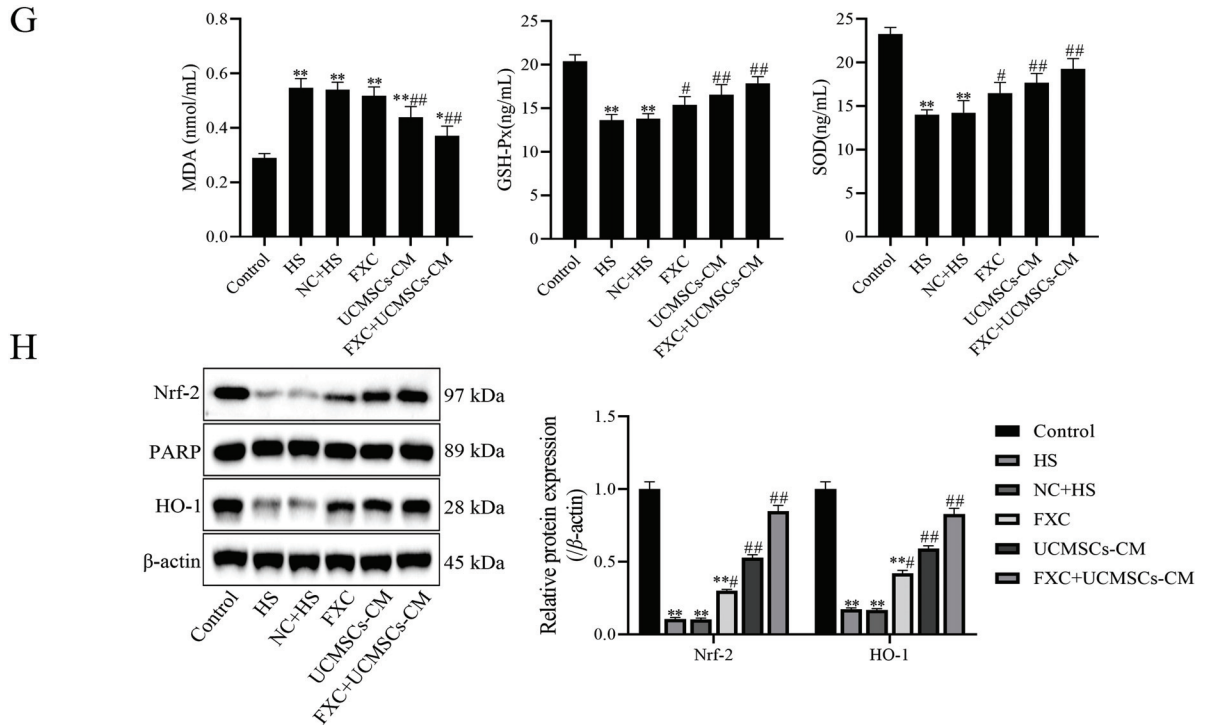 G
MDA (nmol/mL)
0.8
0.6
0.4
0.2
0.0
**
**
**
**##
*##
Control
HS
NC+HS
FXC
UCMSCs-CM
FXC+UCMSCs-CM
GSH-Px(ng/mL)
25
20
15
10
5
0
**
**
#
##
##
Control
HS
NC+HS
FXC
UCMSCs-CM
FXC+UCMSCs-CM
SOD(ng/mL)
25
20
15
10
5
0
**
**
#
##
##
Control
HS
NC+HS
FXC
UCMSCs-CM
FXC+UCMSCs-CM
H
Nrf-2 97 kDa
PARP 89 kDa
HO-1 28 kDa
β-actin 45 kDa
Control
HS
NC+HS
FXC
UCMSCs-CM
FXC+UCMSCs-CM
Relative protein expression
(/β-actin)
1.5
1.0
0.5
0.0
**
**
**#
##
##
**
**
**#
##
##
Nrf-2
HO-1
Control
HS
NC+HS
FXC
UCMSCs-CM
FXC+UCMSCs-CM